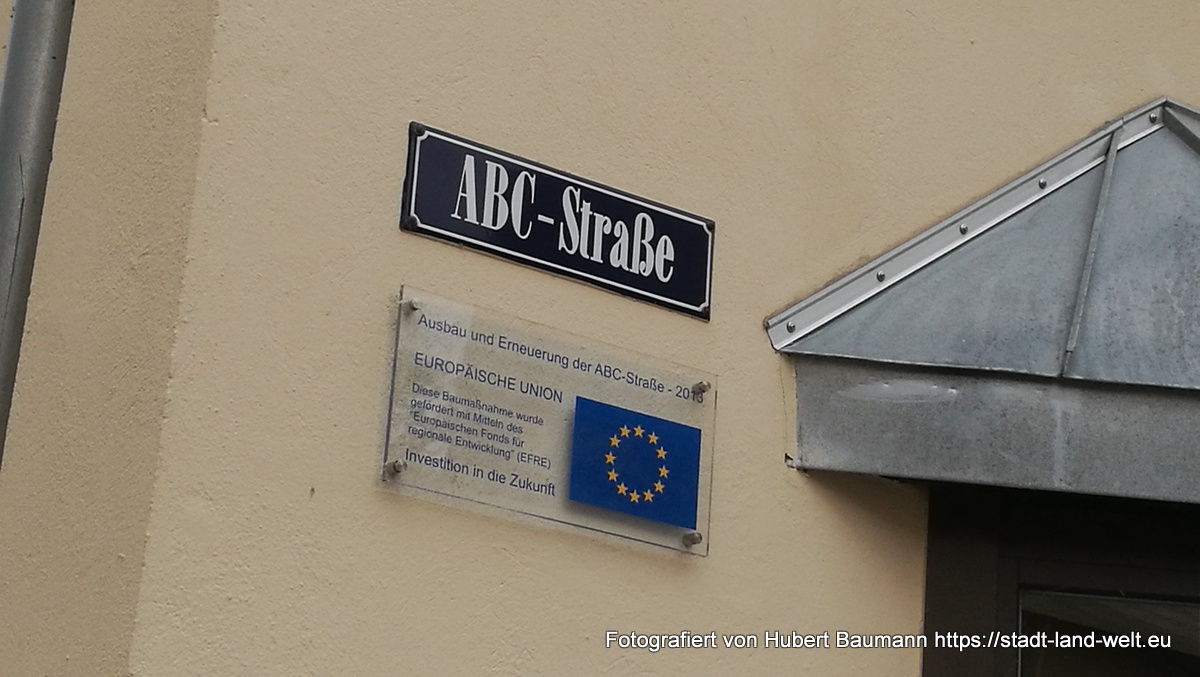 ABC-Straße
Ausbau und Erneuerung der ABC-Straße - 2013
EUROPÄISCHE UNION
Diese Baumaßnahme wurde
gefördert mit Mitteln des
"Europäischen Fonds für
regionale Entwicklung" (EFRE)
Investition in die Zukunft
Fotografiert von Hubert Baumann https://stadt-land-welt.eu